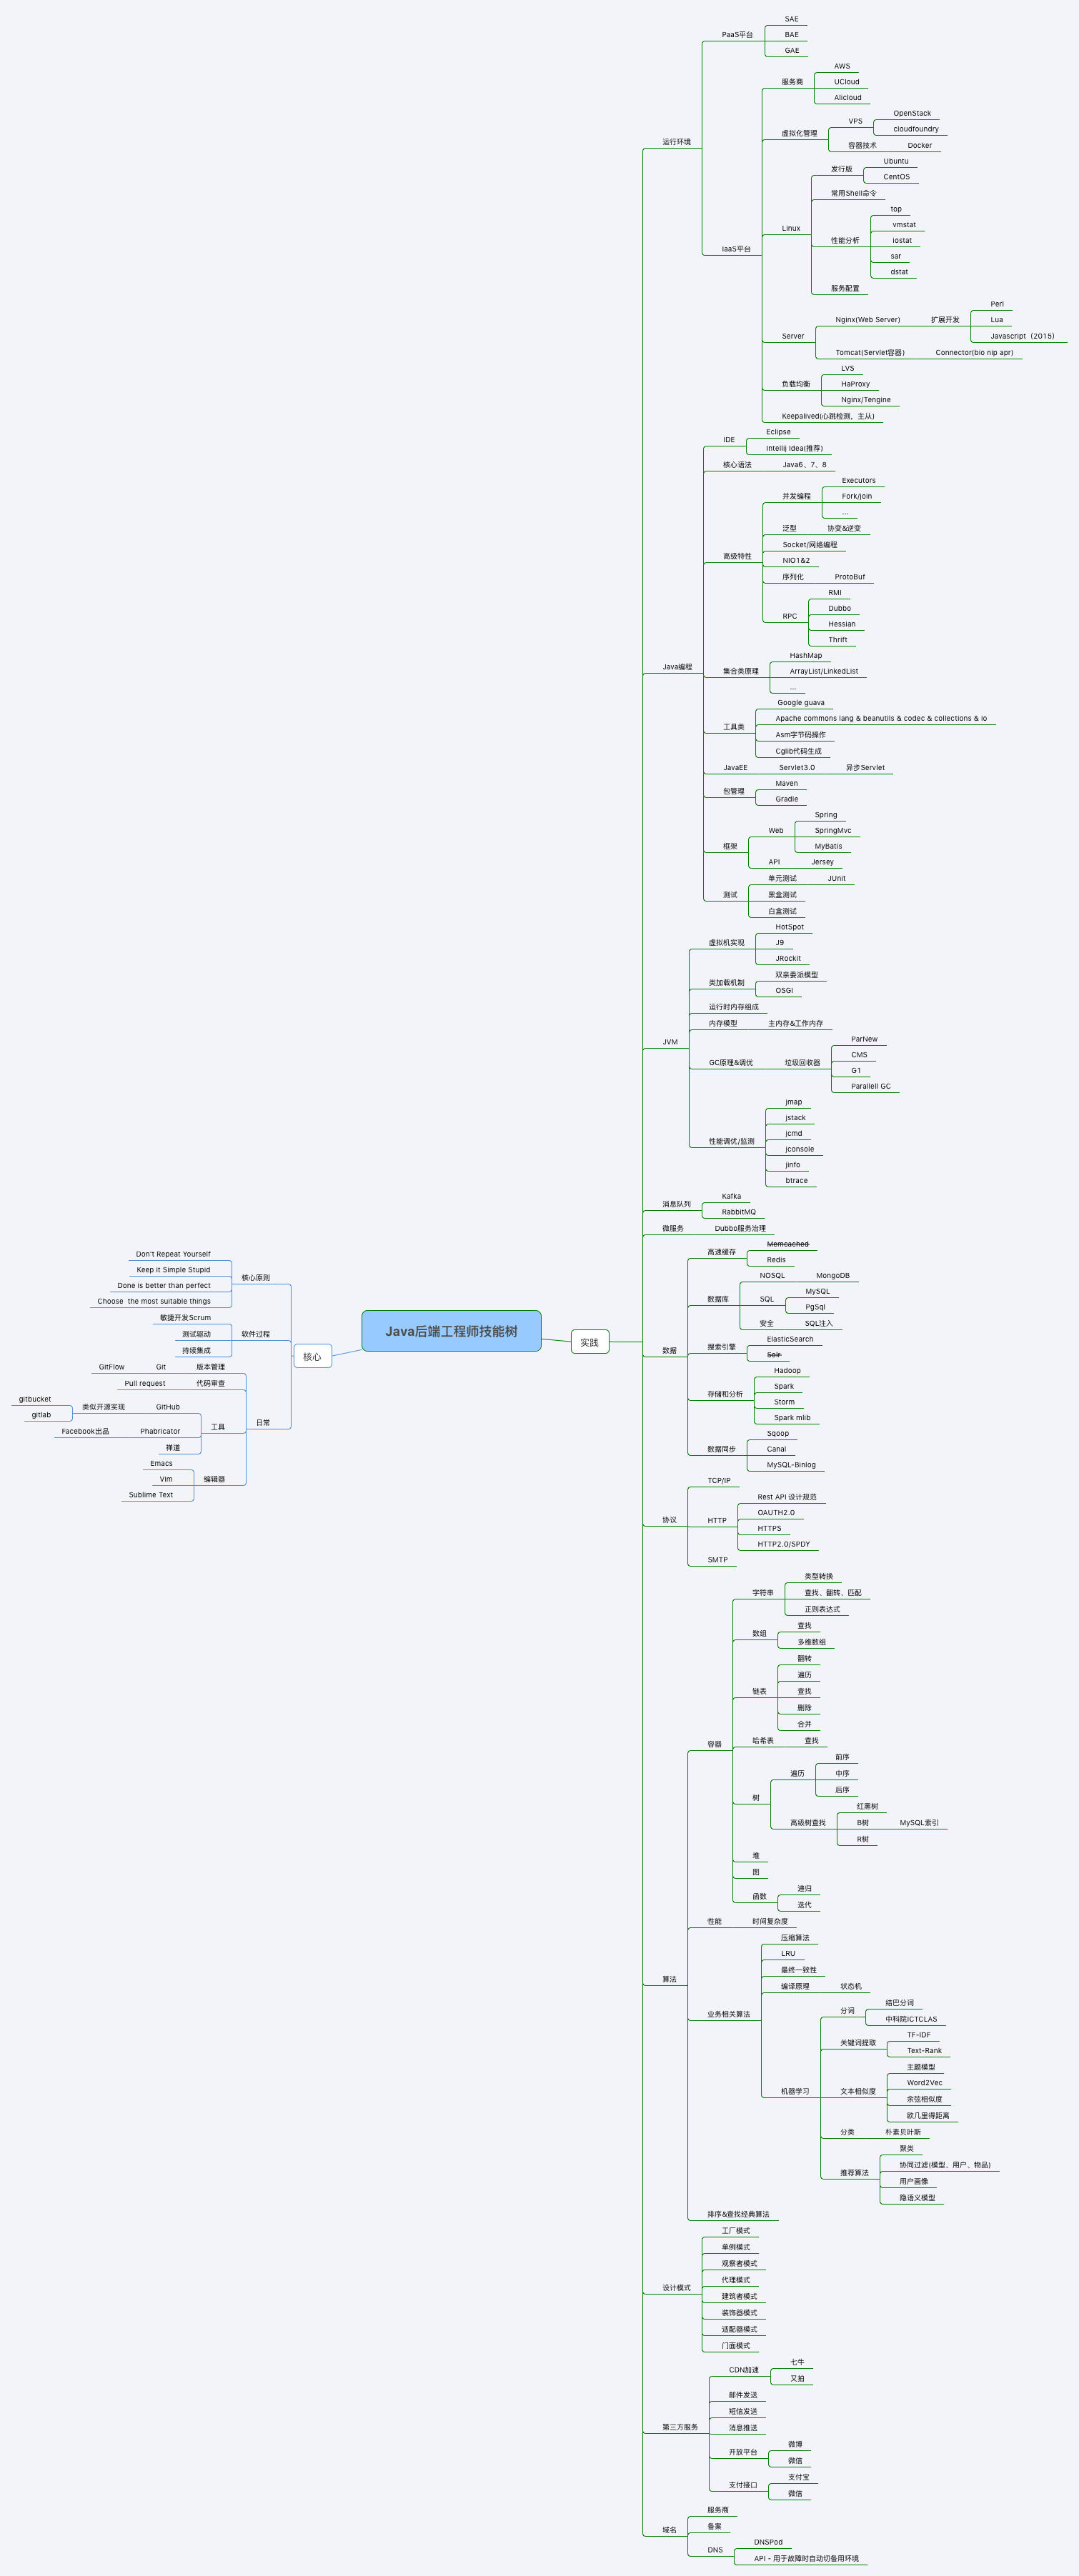 Java后端工程师技能树
核心
核心原则
Don't Repeat Yourself
Keep it Simple Stupid
Done is better than perfect
Choose the most suitable things
软件过程
敏捷开发Scrum
测试驱动
持续集成
日常
版本管理
Git
GitFlow
代码审查
Pull request
工具
GitHub
类似开源实现
gitbucket
gitlab
Phabricator
Facebook出品
禅道
编辑器
Emacs
Vim
Sublime Text
实践
运行环境
PaaS平台
SAE
BAE
GAE
IaaS平台
服务商
AWS
UCloud
Alicloud
虚拟化管理
VPS
OpenStack
cloudfoundry
容器技术
Docker
Linux
发行版
Ubuntu
CentOS
常用Shell命令
性能分析
top
vmstat
iostat
sar
dstat
服务配置
Server
Nginx(Web Server)
扩展开发
Perl
Lua
Javascript（2015）
Tomcat(Servlet容器)
Connector(bio nip apr)
负载均衡
LVS
HaProxy
Nginx/Tengine
Keepalived(心跳检测，主从)
Java编程
IDE
Eclipse
Intellij Idea(推荐)
核心语法
Java6、7、8
高级特性
并发编程
Executors
Fork/join
...
泛型
协变&逆变
Socket/网络编程
NIO1&2
序列化
ProtoBuf
RPC
RMI
Dubbo
Hessian
Thrift
集合类原理
HashMap
ArrayList/LinkedList
...
工具类
Google guava
Apache commons lang & beanutils & codec & collections & io
Asm字节码操作
Cglib代码生成
JavaEE
Servlet3.0
异步Servlet
包管理
Maven
Gradle
框架
Web
Spring
SpringMvc
MyBatis
API
Jersey
测试
单元测试
JUnit
黑盒测试
白盒测试
JVM
虚拟机实现
HotSpot
J9
JRockit
类加载机制
双亲委派模型
OSGI
运行时内存组成
内存模型
主内存&工作内存
GC原理&调优
垃圾回收器
ParNew
CMS
G1
Parallell GC
性能调优/监测
jmap
jstack
jcmd
jconsole
jinfo
btrace
消息队列
Kafka
RabbitMQ
微服务
Dubbo服务治理
数据
高速缓存
Memcached
Redis
数据库
NOSQL
MongoDB
SQL
MySQL
PgSql
安全
SQL注入
搜索引擎
ElasticSearch
Solr
存储和分析
Hadoop
Spark
Storm
Spark mlib
数据同步
Sqoop
Canal
MySQL-Binlog
协议
TCP/IP
HTTP
Rest API 设计规范
OAUTH2.0
HTTPS
HTTP2.0/SPDY
SMTP
算法
容器
字符串
类型转换
查找、翻转、匹配
正则表达式
数组
查找
多维数组
链表
翻转
遍历
查找
删除
合并
哈希表
查找
树
遍历
前序
中序
后序
高级树查找
红黑树
B树
MySQL索引
R树
堆
图
函数
递归
迭代
性能
时间复杂度
业务相关算法
压缩算法
LRU
最终一致性
编译原理
状态机
机器学习
分词
结巴分词
中科院ICTCLAS
关键词提取
TF-IDF
Text-Rank
文本相似度
主题模型
Word2Vec
余弦相似度
欧几里得距离
分类
朴素贝叶斯
推荐算法
聚类
协同过滤(模型、用户、物品)
用户画像
隐语义模型
排序&查找经典算法
设计模式
工厂模式
单例模式
观察者模式
代理模式
建筑者模式
装饰器模式
适配器模式
门面模式
第三方服务
CDN加速
七牛
又拍
邮件发送
短信发送
消息推送
开放平台
微博
微信
支付接口
支付宝
微信
域名
服务商
备案
DNS
DNSPod
API - 用于故障时自动切备用环境